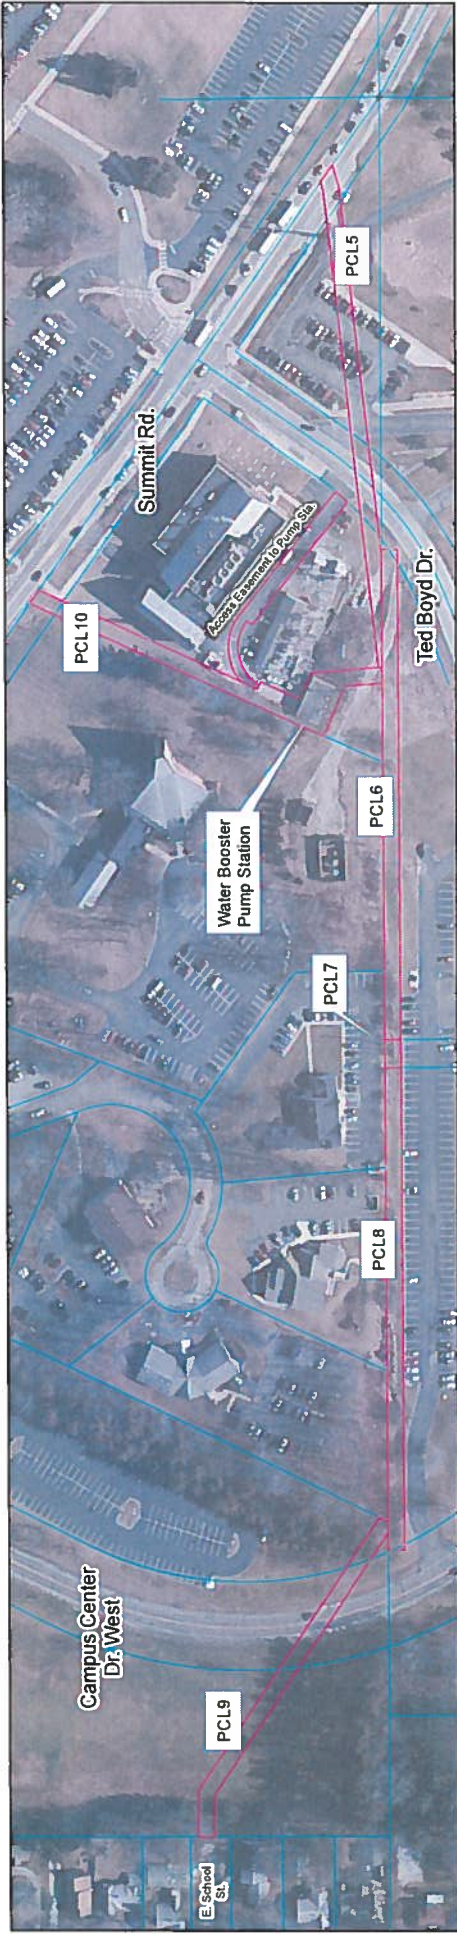 E. School
St.
PCL9
Campus Center
Dr. West
PCL8
PCL7
Water Booster
Pump Station
PCL6
PCL10
Access Easement to Pump Sta.
Ted Boyd Dr.
Summit Rd.
PCL5